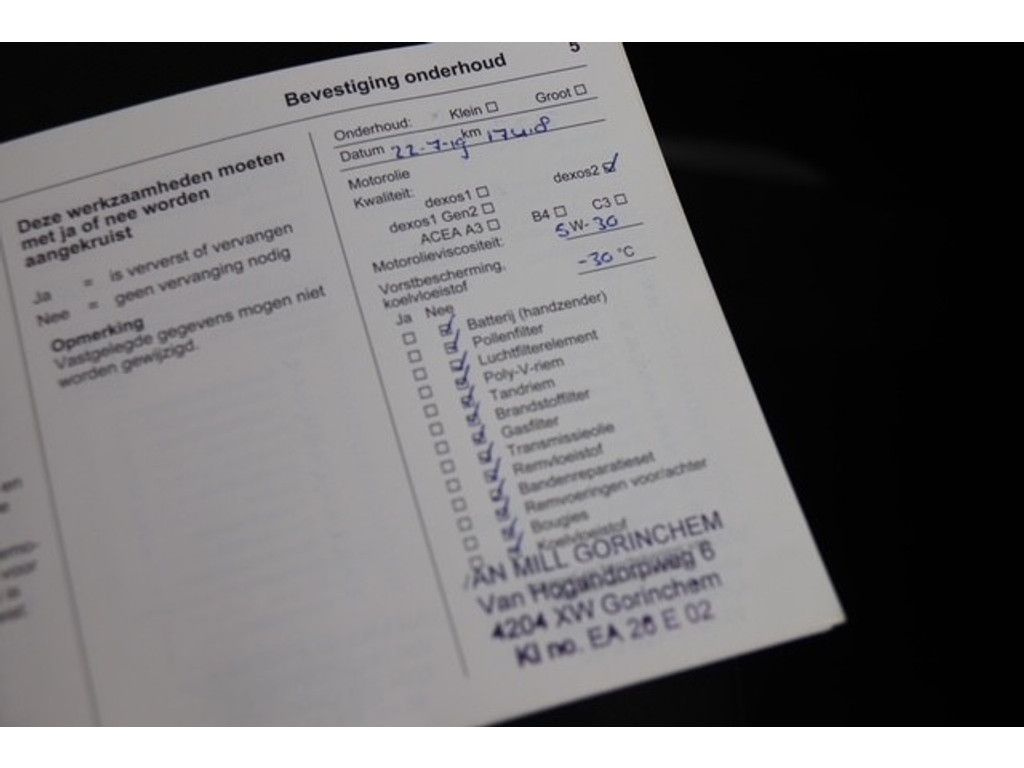 5
Bevestiging onderhoud
Deze werkzaamheden moeten
met ja of nee worden
aangekruist
Ja = is ververst of vervangen
Nee = geen vervanging nodig
Opmerking
Vastgelegde gegevens mogen niet
worden gewijzigd.
Onderhoud: Klein Groot
Datum 22-7-19 km
Motorolie
Kwaliteit: dexos1 dexos2
dexos1 Gen2 B4 C3
ACEA A3
Motorolieviscositeit: 5 W- 30
Vorstbescherming,
koelvloeistof -30 °C
Ja Nee
Batterij (handzender)
Pollenfilter
Luchtfilterelement
Poly-V-riem
Tandriem
Brandstoffilter
Gasfilter
Transmissieolie
Remvloeistof
Bandenreparatieset
Remvoeringen voor/achter
Bougies
Koelvloeistof
AN MILL GORINCHEM
Van Hogendorpweg 6
4204 XW Gorinchem
KI no. EA 26 E 02